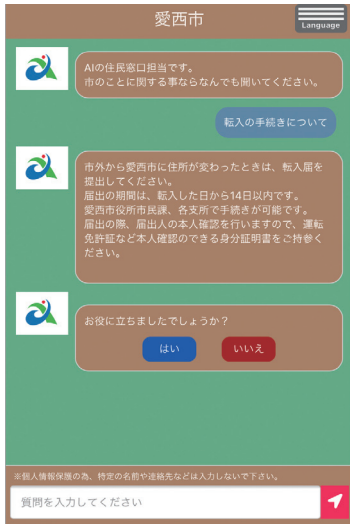 愛西市
Language
AIの住民窓口担当です。
市のことに関する事ならなんでも聞いてください。
転入の手続きについて
市外から愛西市に住所が変わったときは、転入届を
提出してください。
届出の期間は、転入した日から14日以内です。
愛西市役所市民課、各支所で手続きが可能です。
届出の際、届出人の本人確認を行いますので、運転
免許証など本人確認のできる身分証明書をご持参く
ださい。
お役に立ちましたでしょうか？
はい
いいえ
※個人情報保護の為、特定の名前や連絡先などは入力しないで下さい。
質問を入力してください